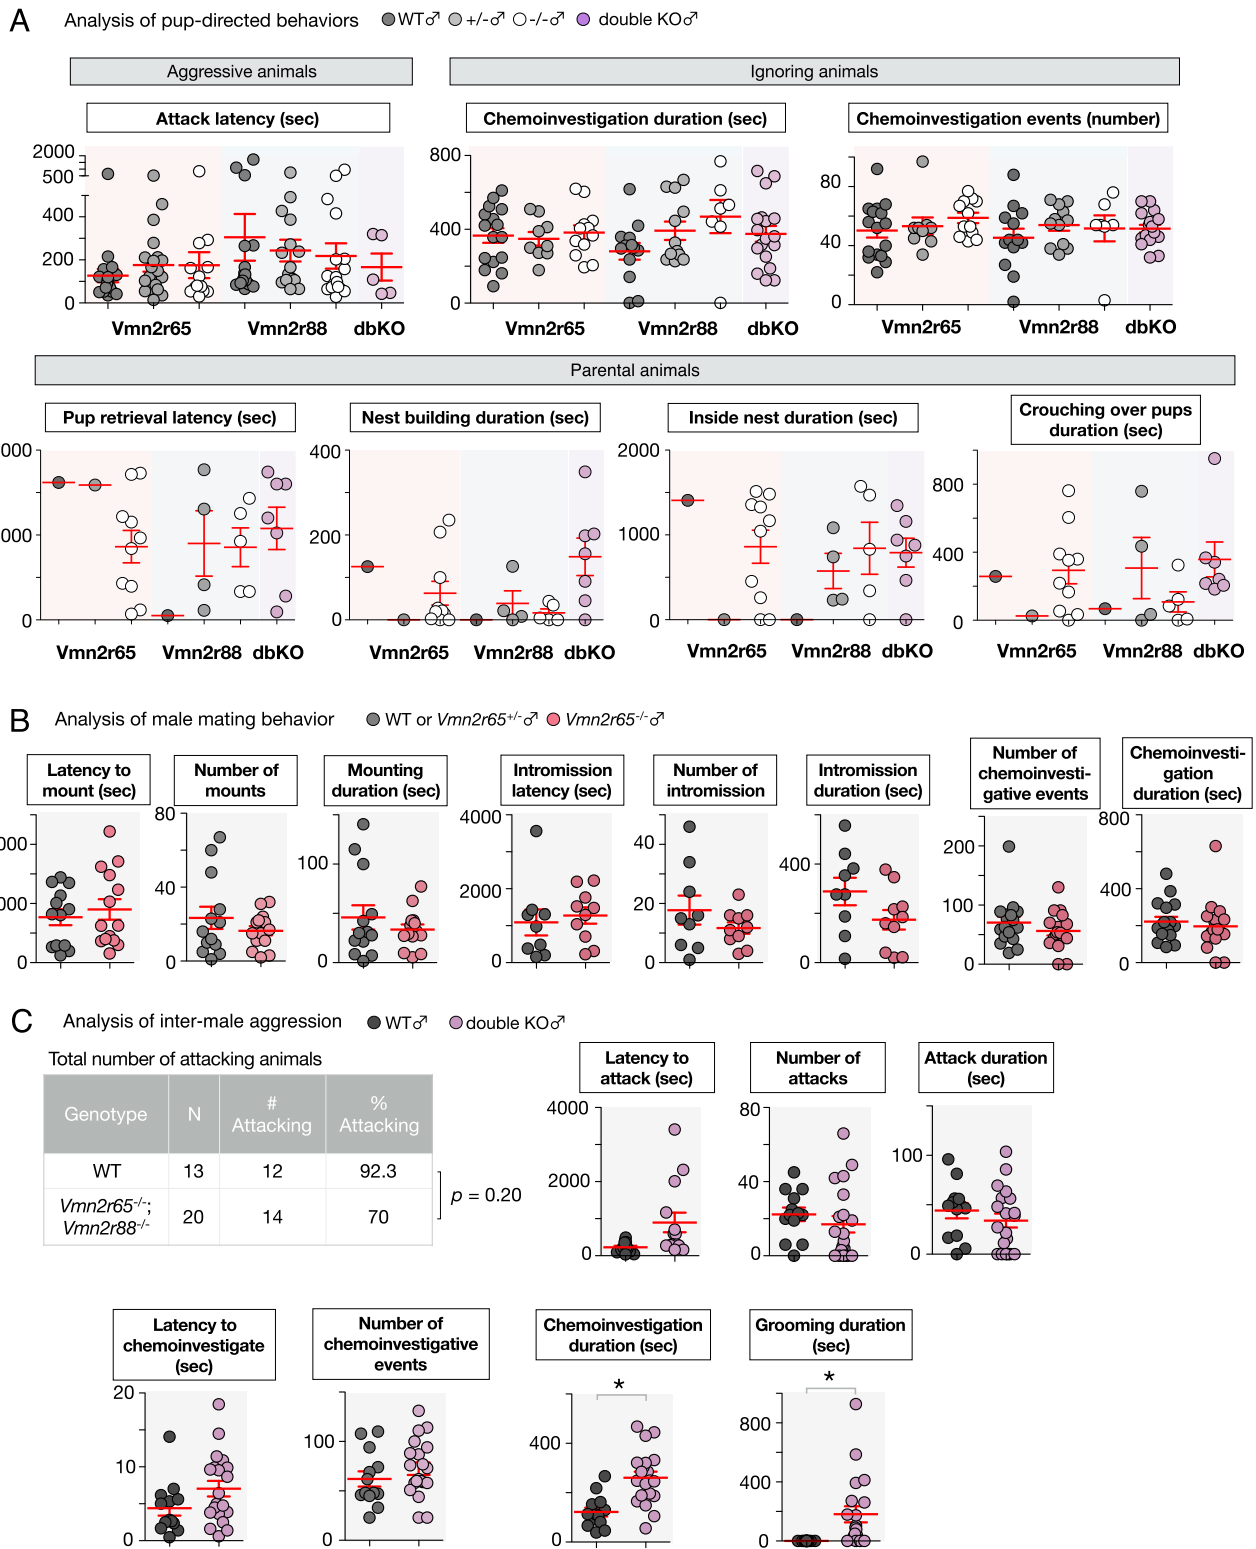 A Analysis of pup-directed behaviors WT♂ +/-♂ -/-♂ double KO♂
Aggressive animals
Ignoring animals
Attack latency (sec)
Chemoinvestigation duration (sec)
Chemoinvestigation events (number)
2000
500
400
200
0
800
400
0
80
40
0
Vmn2r65 Vmn2r88 dbKO
Vmn2r65 Vmn2r88 dbKO
Vmn2r65 Vmn2r88 dbKO
Parental animals
Pup retrieval latency (sec)
Nest building duration (sec)
Inside nest duration (sec)
Crouching over pups
duration (sec)
000
000
0
400
200
0
2000
1000
0
800
400
0
Vmn2r65 Vmn2r88 dbKO
Vmn2r65 Vmn2r88 dbKO
Vmn2r65 Vmn2r88 dbKO
Vmn2r65 Vmn2r88 dbKO
B Analysis of male mating behavior WT or Vmn2r65+/-♂ Vmn2r65-/-♂
Latency to
mount (sec)
Number of
mounts
Mounting
duration (sec)
Intromission
latency (sec)
Number of
intromission
Intromission
duration (sec)
Number of
chemoinvesti-
gative events
Chemoinvesti-
gation
duration (sec)
000
000
0
80
40
0
100
0
4000
2000
0
40
20
0
400
0
200
100
0
800
400
0
C Analysis of inter-male aggression WT♂ double KO♂
Total number of attacking animals
Genotype N # Attacking % Attacking
WT 13 12 92.3
Vmn2r65-/-;
Vmn2r88-/- 20 14 70
p = 0.20
Latency to
attack (sec)
Number of
attacks
Attack duration
(sec)
4000
2000
0
80
40
0
100
0
Latency to
chemoinvestigate
(sec)
Number of
chemoinvestigative
events
Chemoinvestigation
duration (sec)
Grooming duration
(sec)
20
10
0
100
0
*
400
0
*
800
400
0